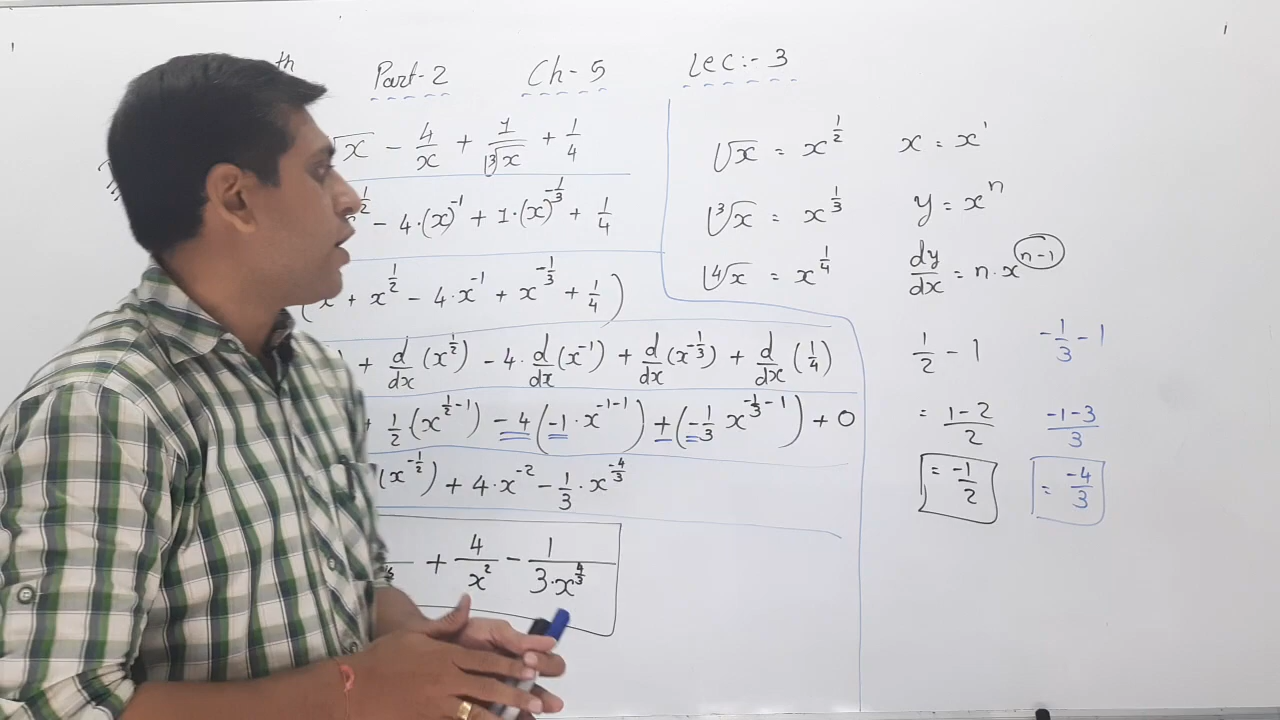 th Part-2 Ch-5 Lec:- 3
√x - 4/x + 1/∛x + 1/4
1/2 - 4·(x)^-1 + 1·(x)^-1/3 + 1/4
+ x^1/2 - 4·x^-1 + x^-1/3 + 1/4)
+ d/dx (x^1/2) - 4· d/dx (x^-1) + d/dx (x^-1/3) + d/dx (1/4)
+ 1/2 (x^1/2-1) - 4 (-1·x^-1-1) + (-1/3 x^-1/3-1) + 0
(x^-1/2) + 4·x^-2 - 1/3·x^-4/3
+ 4/x^2 - 1/3·x^4/3
√x = x^1/2
∛x = x^1/3
∜x = x^1/4
x = x^1
y = x^n
dy/dx = n·x^n-1
1/2 - 1
= 1-2/2
= -1/2
-1/3 - 1
-1-3/3
= -4/3